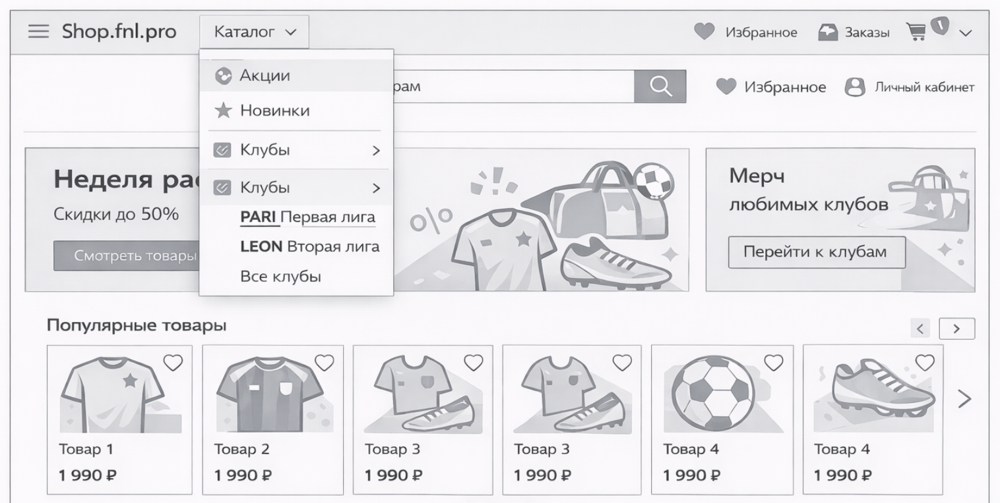 Shop.fnl.pro
Каталог
Избранное
Заказы
1
Акции
Новинки
Клубы
Клубы
PARI Первая лига
LEON Вторая лига
Все клубы
рам
Избранное
Личный кабинет
Неделя рас
Скидки до 50%
Смотреть товары
%
Мерч
любимых клубов
Перейти к клубам
Популярные товары
Товар 1
1 990 ₽
Товар 2
1 990 ₽
Товар 3
1 990 ₽
Товар 3
1 990 ₽
Товар 4
1 990 ₽
Товар 4
1 990 ₽